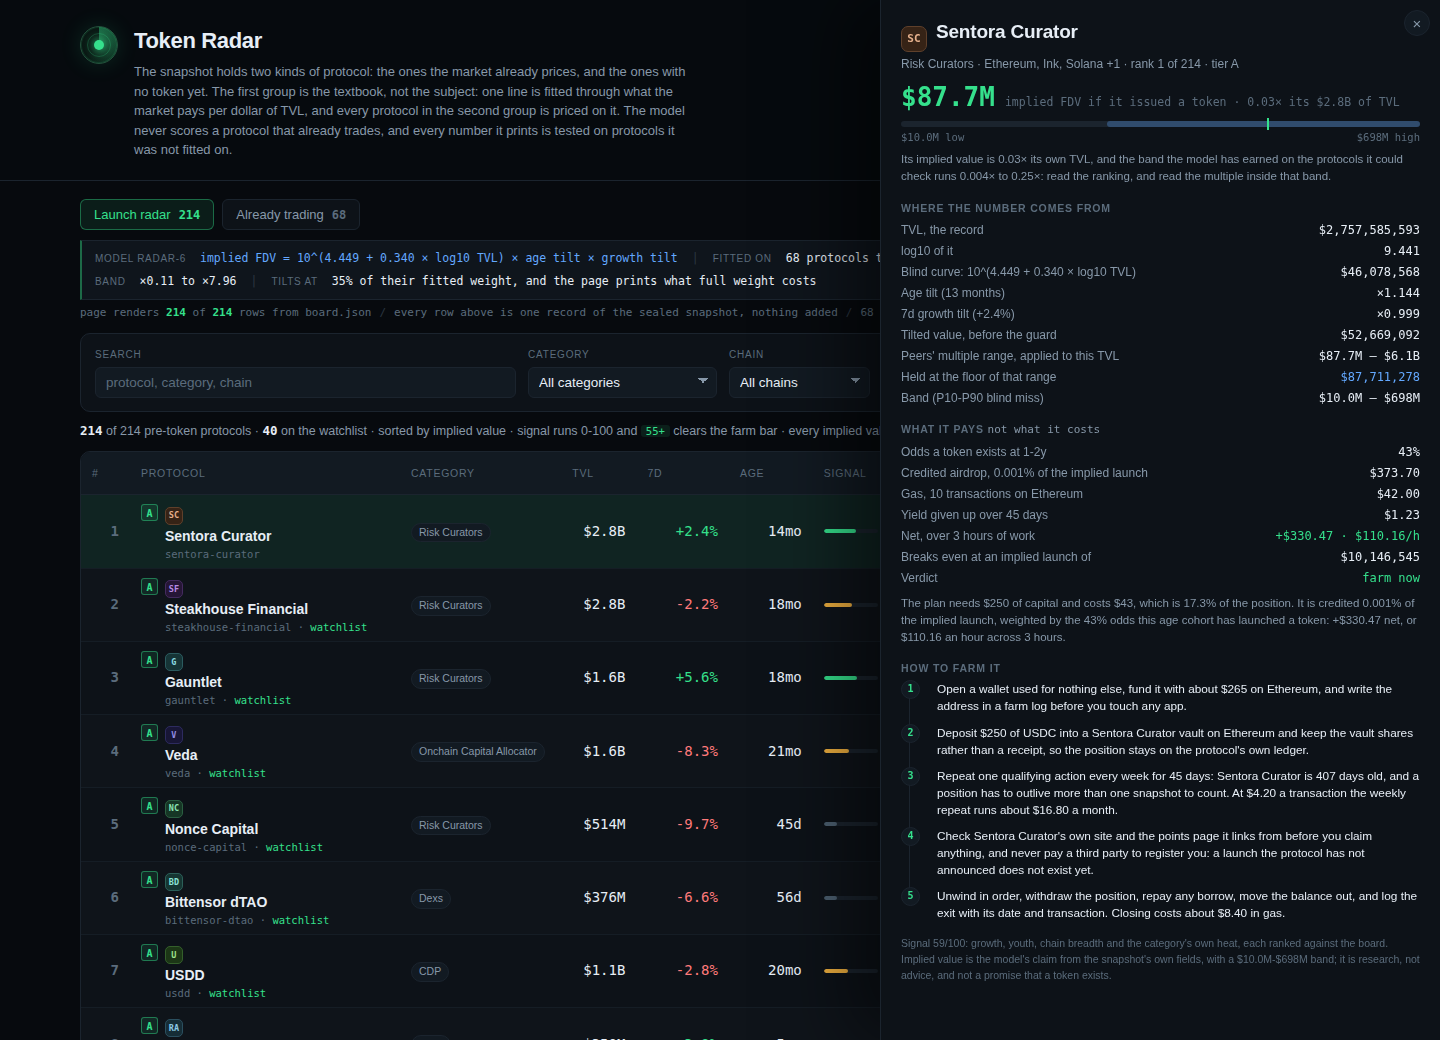 Token Radar
The snapshot holds two kinds of protocol: the ones the market already prices, and the ones with
no token yet. The first group is the textbook, not the subject: one line is fitted through what the
market pays per dollar of TVL, and every protocol in the second group is priced on it. The model
never scores a protocol that already trades, and every number it prints is tested on protocols it
was not fitted on.
Launch radar 214
Already trading 68
MODEL RADAR-6 implied FDV = 10^(4.449 + 0.340 × log10 TVL) × age tilt × growth tilt | FITTED ON 68 protocols t
BAND ×0.11 to ×7.96 | TILTS AT 35% of their fitted weight, and the page prints what full weight costs
page renders 214 of 214 rows from board.json / every row above is one record of the sealed snapshot, nothing added / 68
SEARCH CATEGORY CHAIN
protocol, category, chain All categories All chains
214 of 214 pre-token protocols · 40 on the watchlist · sorted by implied value · signal runs 0-100 and 55+ clears the farm bar · every implied va
# PROTOCOL CATEGORY TVL 7D AGE SIGNAL
A SC
1 Sentora Curator Risk Curators $2.8B +2.4% 14mo
sentora-curator
A SF
2 Steakhouse Financial Risk Curators $2.8B -2.2% 18mo
steakhouse-financial · watchlist
A G
3 Gauntlet Risk Curators $1.6B +5.6% 18mo
gauntlet · watchlist
A V
4 Veda Onchain Capital Allocator $1.6B -8.3% 21mo
veda · watchlist
A NC
5 Nonce Capital Risk Curators $514M -9.7% 45d
nonce-capital · watchlist
A BD
6 Bittensor dTAO Dexs $376M -6.6% 56d
bittensor-dtao · watchlist
A U
7 USDD CDP $1.1B -2.8% 20mo
usdd · watchlist
A RA
SC Sentora Curator ×
Risk Curators · Ethereum, Ink, Solana +1 · rank 1 of 214 · tier A
$87.7M implied FDV if it issued a token · 0.03× its $2.8B of TVL
$10.0M low $698M high
Its implied value is 0.03× its own TVL, and the band the model has earned on the protocols it could
check runs 0.004× to 0.25×: read the ranking, and read the multiple inside that band.
WHERE THE NUMBER COMES FROM
TVL, the record $2,757,585,593
log10 of it 9.441
Blind curve: 10^(4.449 + 0.340 × log10 TVL) $46,078,568
Age tilt (13 months) ×1.144
7d growth tilt (+2.4%) ×0.999
Tilted value, before the guard $52,669,092
Peers' multiple range, applied to this TVL $87.7M — $6.1B
Held at the floor of that range $87,711,278
Band (P10-P90 blind miss) $10.0M — $698M
WHAT IT PAYS not what it costs
Odds a token exists at 1-2y 43%
Credited airdrop, 0.001% of the implied launch $373.70
Gas, 10 transactions on Ethereum $42.00
Yield given up over 45 days $1.23
Net, over 3 hours of work +$330.47 · $110.16/h
Breaks even at an implied launch of $10,146,545
Verdict farm now
The plan needs $250 of capital and costs $43, which is 17.3% of the position. It is credited 0.001% of
the implied launch, weighted by the 43% odds this age cohort has launched a token: +$330.47 net, or
$110.16 an hour across 3 hours.
HOW TO FARM IT
1 Open a wallet used for nothing else, fund it with about $265 on Ethereum, and write the
address in a farm log before you touch any app.
2 Deposit $250 of USDC into a Sentora Curator vault on Ethereum and keep the vault shares
rather than a receipt, so the position stays on the protocol's own ledger.
3 Repeat one qualifying action every week for 45 days: Sentora Curator is 407 days old, and a
position has to outlive more than one snapshot to count. At $4.20 a transaction the weekly
repeat runs about $16.80 a month.
4 Check Sentora Curator's own site and the points page it links from before you claim
anything, and never pay a third party to register you: a launch the protocol has not
announced does not exist yet.
5 Unwind in order, withdraw the position, repay any borrow, move the balance out, and log the
exit with its date and transaction. Closing costs about $8.40 in gas.
Signal 59/100: growth, youth, chain breadth and the category's own heat, each ranked against the board.
Implied value is the model's claim from the snapshot's own fields, with a $10.0M-$698M band; it is research, not
advice, and not a promise that a token exists.